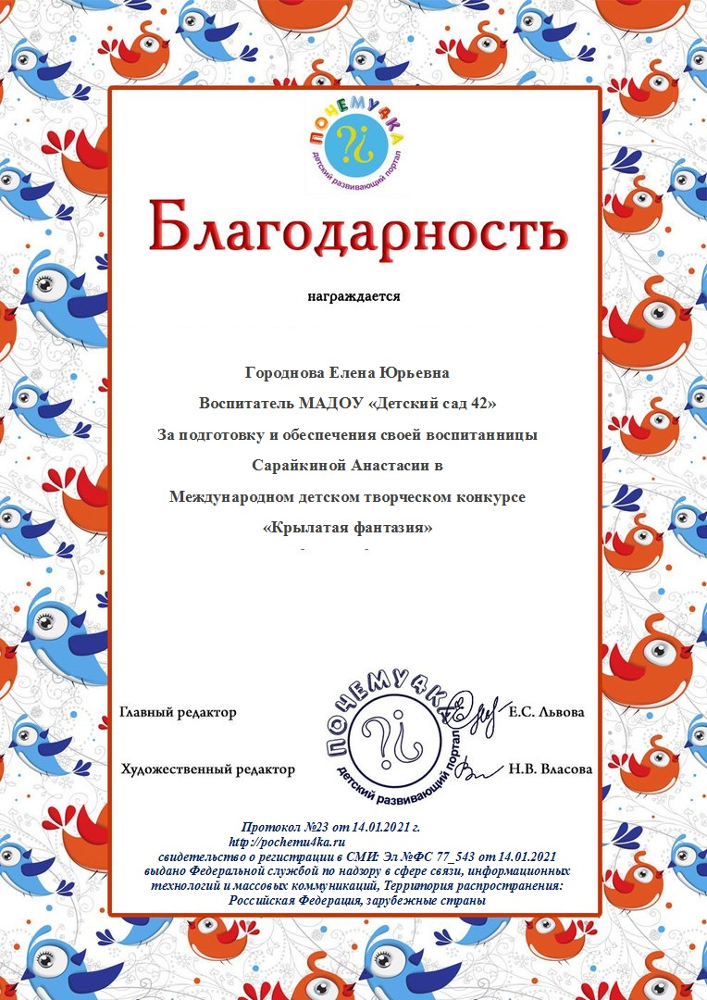 ПОЧЕМУ4КА
детский развивающий портал
Благодарность
награждается
Городнова Елена Юрьевна
Воспитатель МАДОУ «Детский сад 42»
За подготовку и обеспечения своей воспитанницы
Сарайкиной Анастасии в
Международном детском творческом конкурсе
«Крылатая фантазия»
Главный редактор
Е.С. Львова
ПОЧЕМУ4КА
детский развивающий портал
Художественный редактор
Н.В. Власова
Протокол №23 от 14.01.2021 г.
http://pochemu4ka.ru
свидетельство о регистрации в СМИ: Эл №ФС 77_543 от 14.01.2021
выдано Федеральной службой по надзору в сфере связи, информационных
технологий и массовых коммуникаций, Территория распространения:
Российская Федерация, зарубежные страны